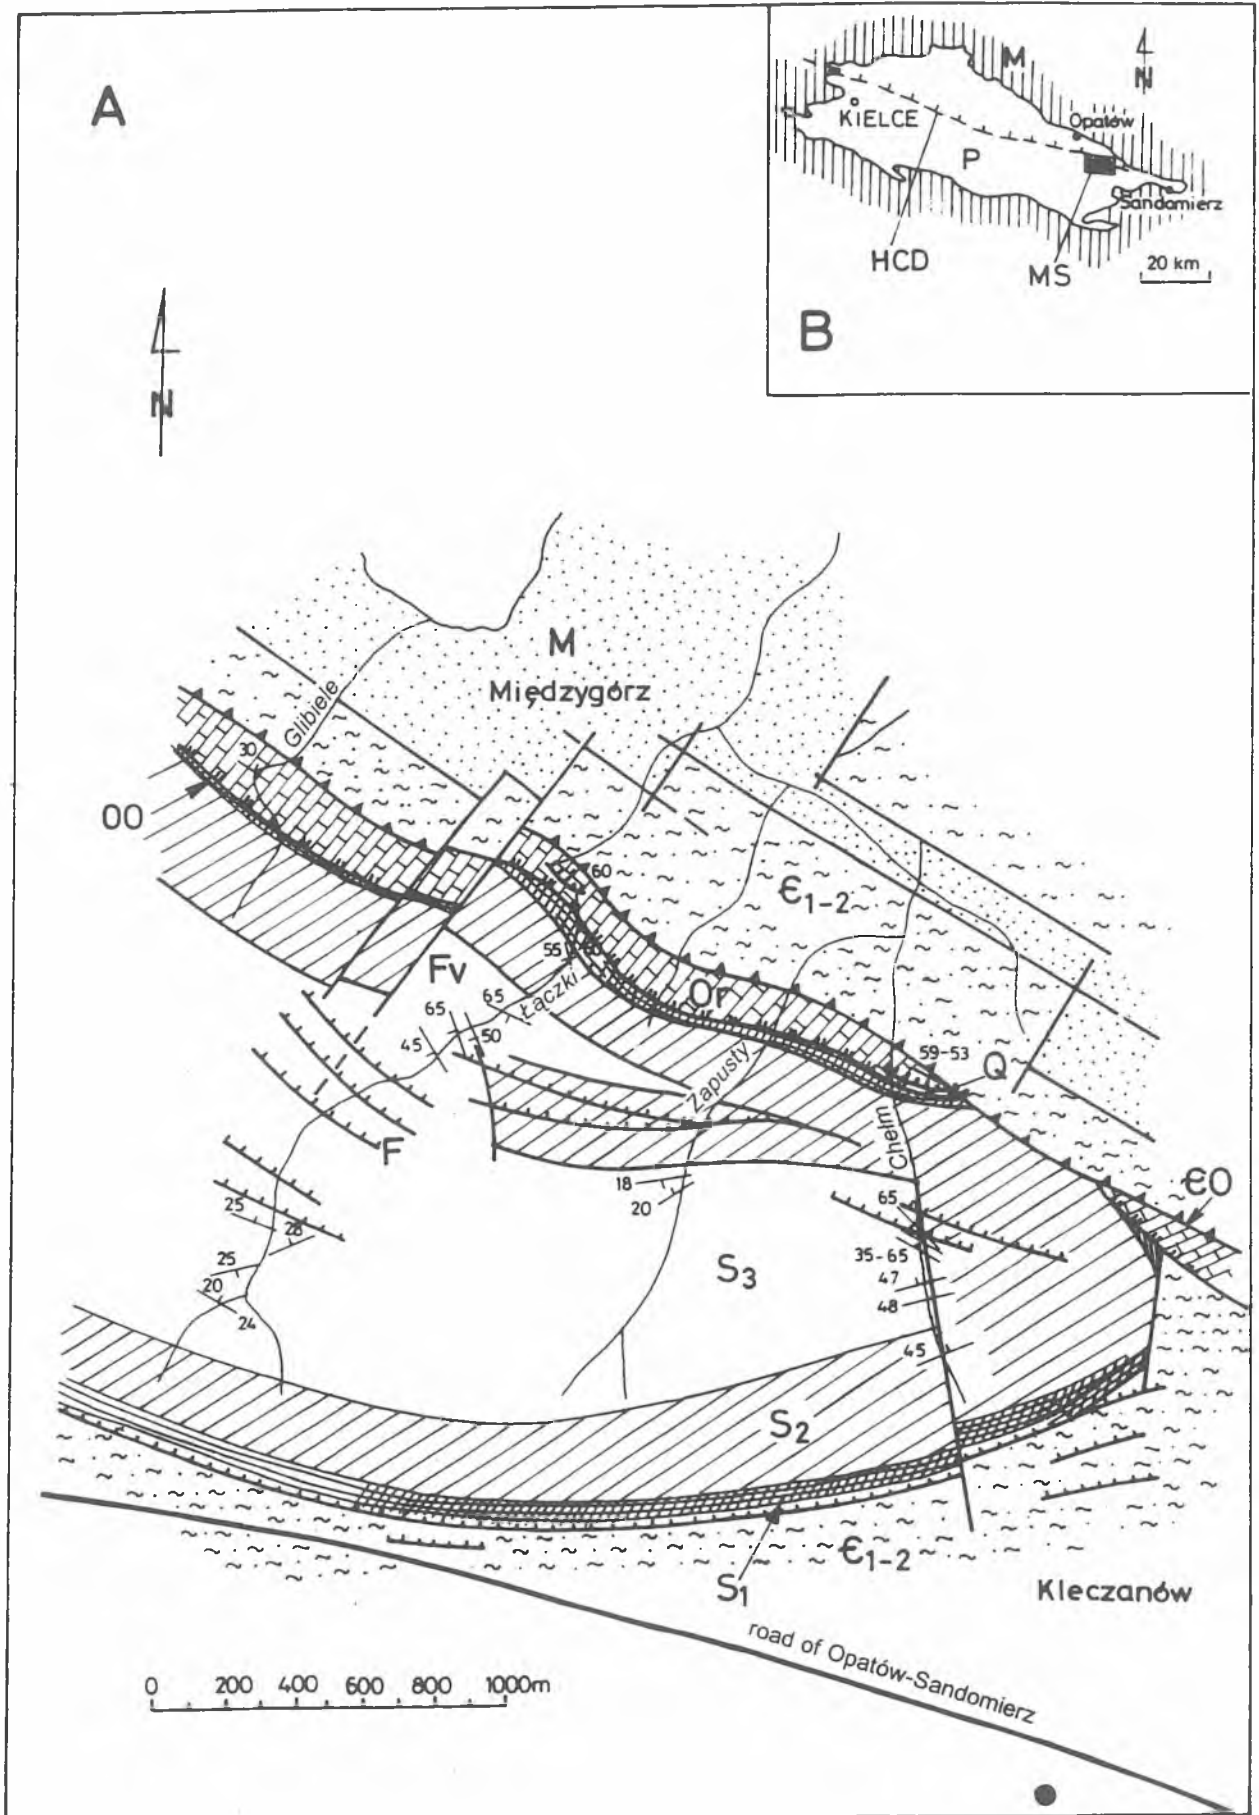 A
N
M
N
KIELCE
Opatów
P
Sandomierz
HCD
MS
20 km
B
M
Międzygórz
Glibiele
30
OO
60
Є1-2
55
Fv
Łączki
Or
65
65
50
45
59-53
Q
Zapusty
Chełm
F
18
20
65
ЄO
25
28
35-65
S3
47
25
48
20
24
45
S2
Є1-2
S1
Kleczanów
road of Opatów-Sandomierz
0 200 400 600 800 1000m